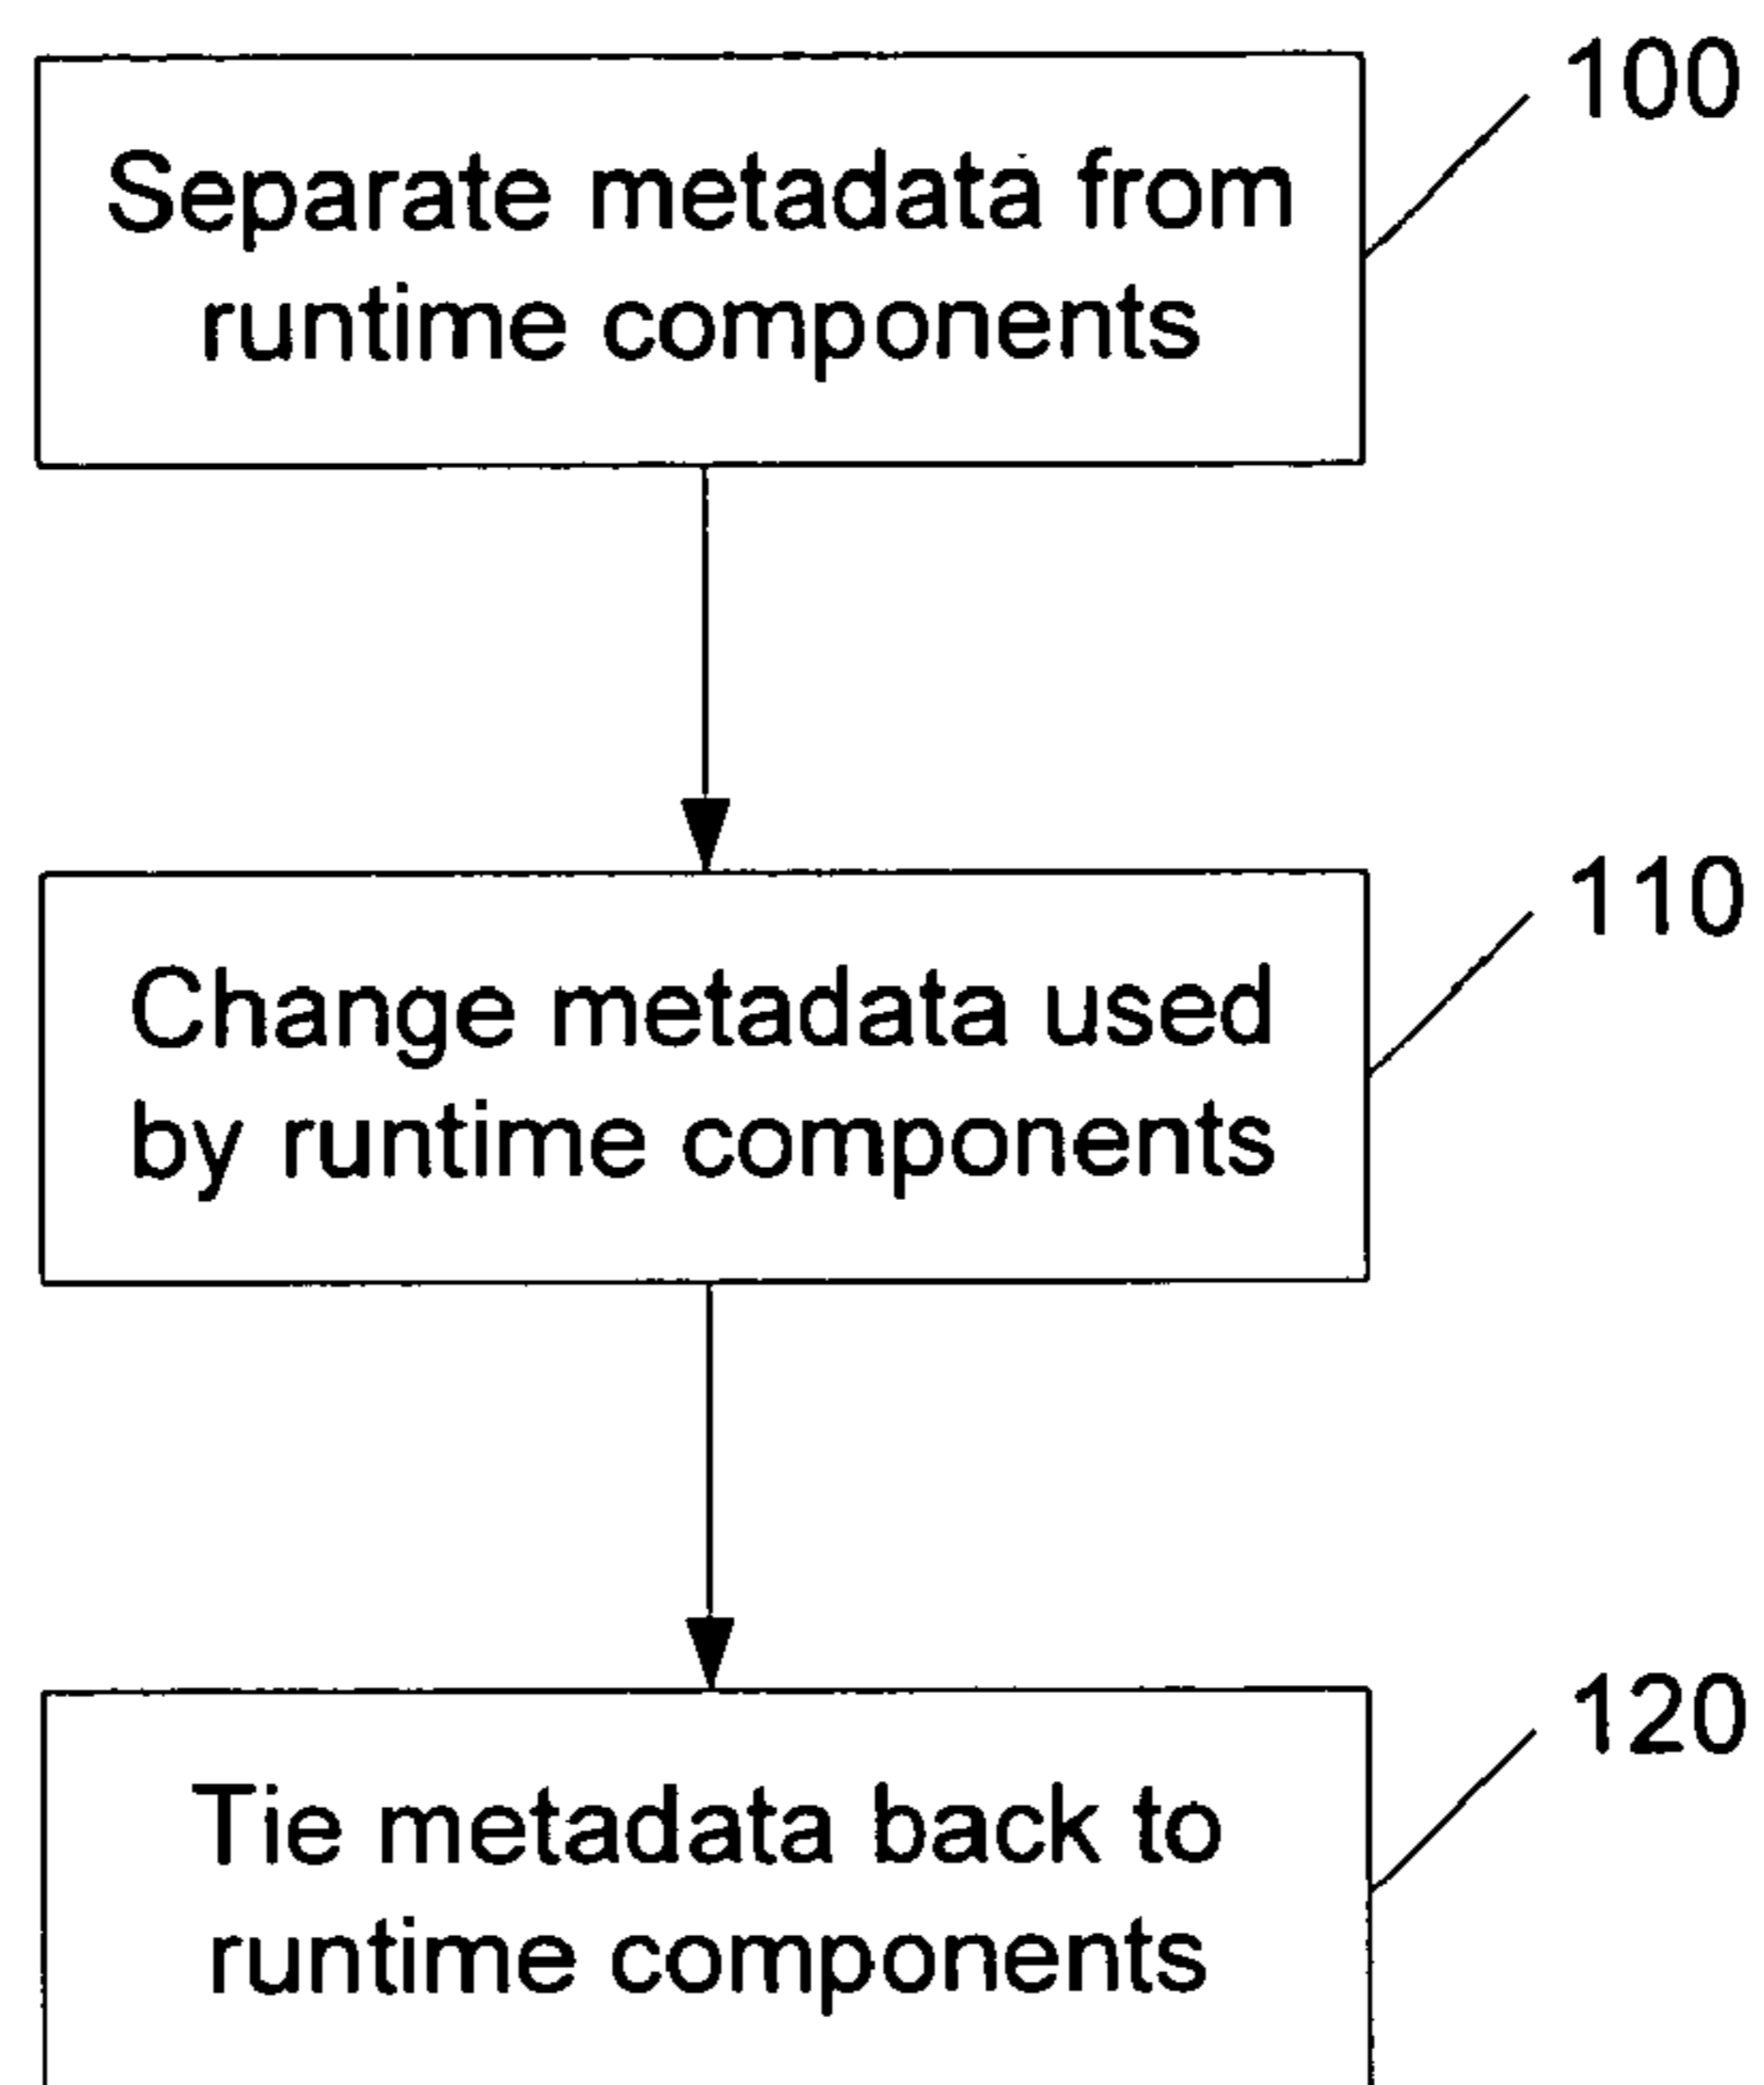 100
Separate metadata from
runtime components
110
Change metadata used
by runtime components
120
Tie metadata back to
runtime components